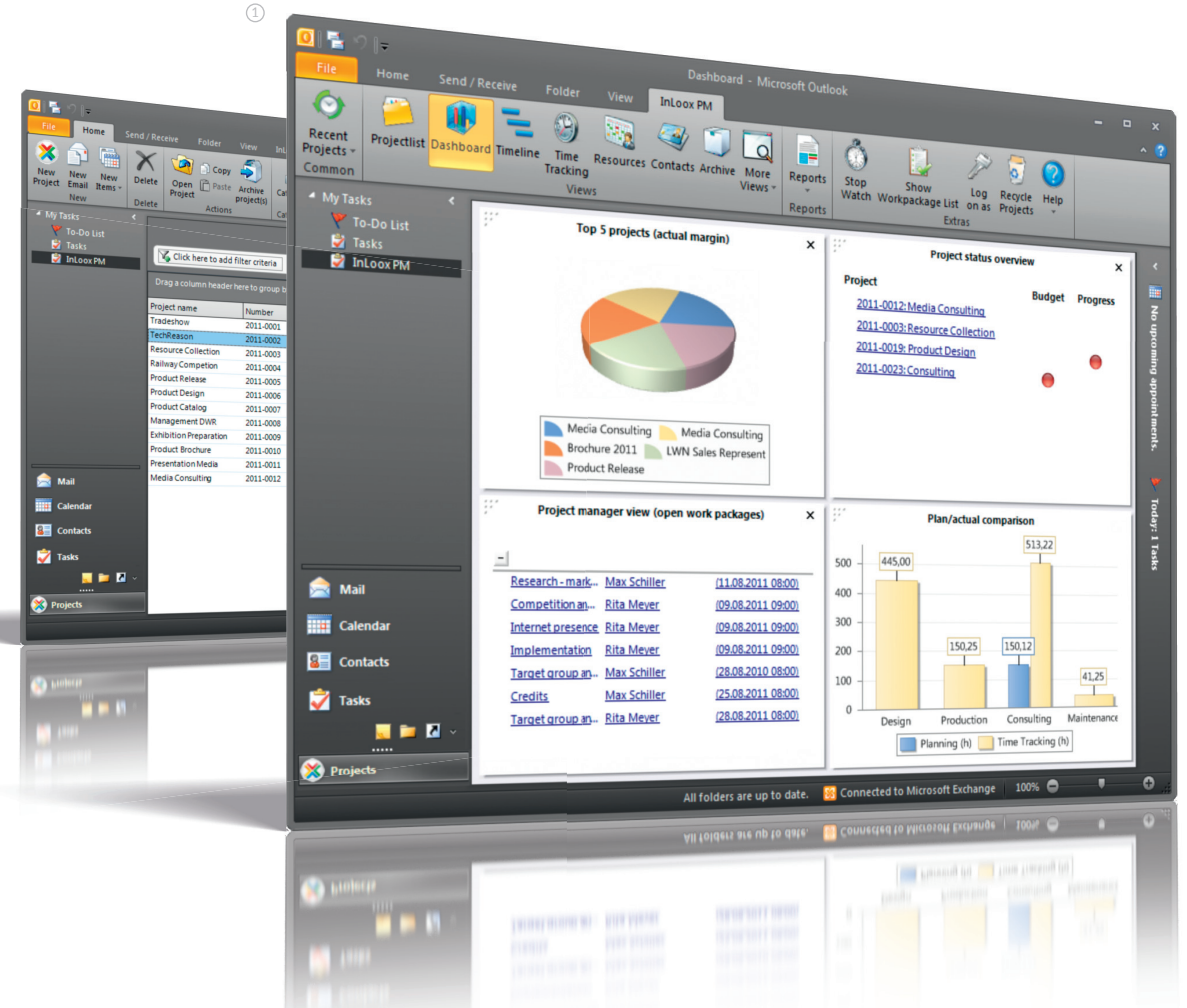 ①
Dashboard - Microsoft Outlook
File Home Send / Receive Folder View InLoox PM
Recent Projects
Common
Projectlist Dashboard Timeline Time Tracking Resources Contacts Archive More Views
Views
Reports
Reports
Stop Watch Show Workpackage List Log on as Recycle Projects Help
Extras
My Tasks
To-Do List
Tasks
InLoox PM
Mail
Calendar
Contacts
Tasks
Projects
Top 5 projects (actual margin)
Media Consulting Media Consulting
Brochure 2011 LWN Sales Represent
Product Release
Project status overview
Project Budget Progress
2011-0012: Media Consulting
2011-0003: Resource Collection
2011-0019: Product Design
2011-0023: Consulting
Project manager view (open work packages)
Research - mark... Max Schiller (11.08.2011 08:00)
Competition an... Rita Meyer (09.08.2011 09:00)
Internet presence Rita Meyer (09.08.2011 09:00)
Implementation Rita Meyer (09.08.2011 09:00)
Target group an... Max Schiller (28.08.2010 08:00)
Credits Max Schiller (25.08.2011 08:00)
Target group an... Rita Meyer (28.08.2011 08:00)
Plan/actual comparison
513,22
500 445,00
400
300
200 150,25 150,12
100 41,25
0
Design Production Consulting Maintenance
Planning (h) Time Tracking (h)
No upcoming appointments.
Today: 1 Tasks
All folders are up to date. Connected to Microsoft Exchange 100%
File Home Send / Receive Folder View InL
New Project New Email New Items
New
Delete
Delete
Open Project Copy Paste Archive project(s)
Actions
Cat
Cat
My Tasks
To-Do List
Tasks
InLoox PM
Click here to add filter criteria
Drag a column header here to group b
Project name Number
Tradeshow 2011-0001
TechReason 2011-0002
Resource Collection 2011-0003
Railway Competion 2011-0004
Product Release 2011-0005
Product Design 2011-0006
Product Catalog 2011-0007
Management DWR 2011-0008
Exhibition Preparation 2011-0009
Product Brochure 2011-0010
Presentation Media 2011-0011
Media Consulting 2011-0012
Mail
Calendar
Contacts
Tasks
Projects